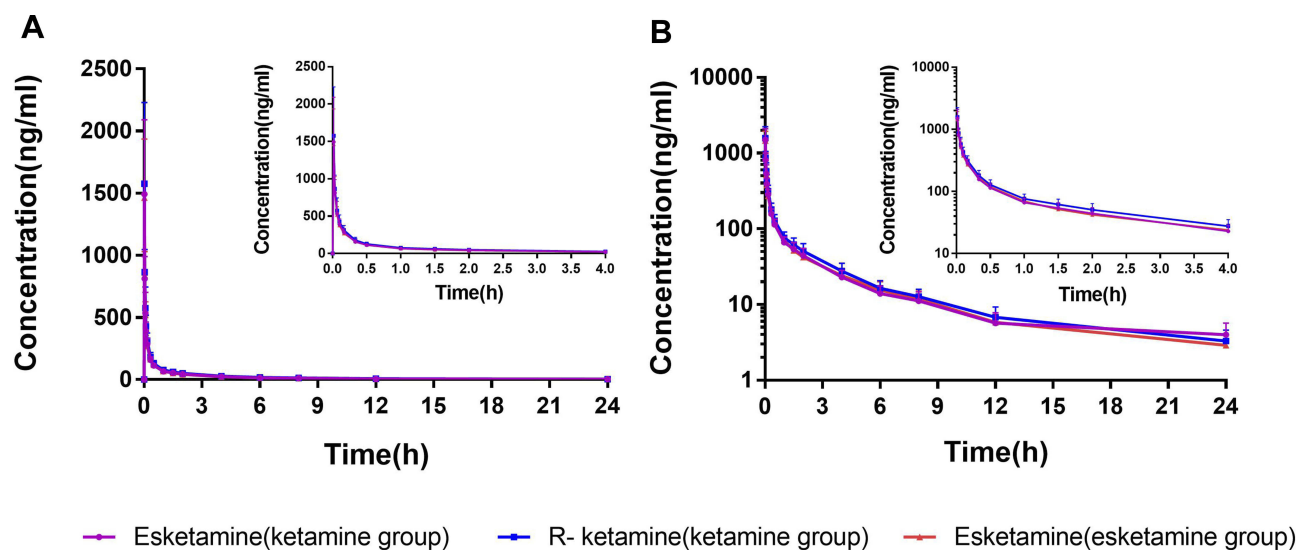 A
B
Concentration(ng/ml)
2500
2000
1500
1000
500
0
0 3 6 9 12 15 18 21 24
Time(h)
Concentration(ng/ml)
2500
2000
1500
1000
500
0
0.0 0.5 1.0 1.5 2.0 2.5 3.0 3.5 4.0
Time(h)
Concentration(ng/ml)
10000
1000
100
10
1
0 3 6 9 12 15 18 21 24
Time(h)
Concentration(ng/ml)
10000
1000
100
10
0.0 0.5 1.0 1.5 2.0 2.5 3.0 3.5 4.0
Time(h)
Esketamine(ketamine group) R- ketamine(ketamine group) Esketamine(esketamine group)